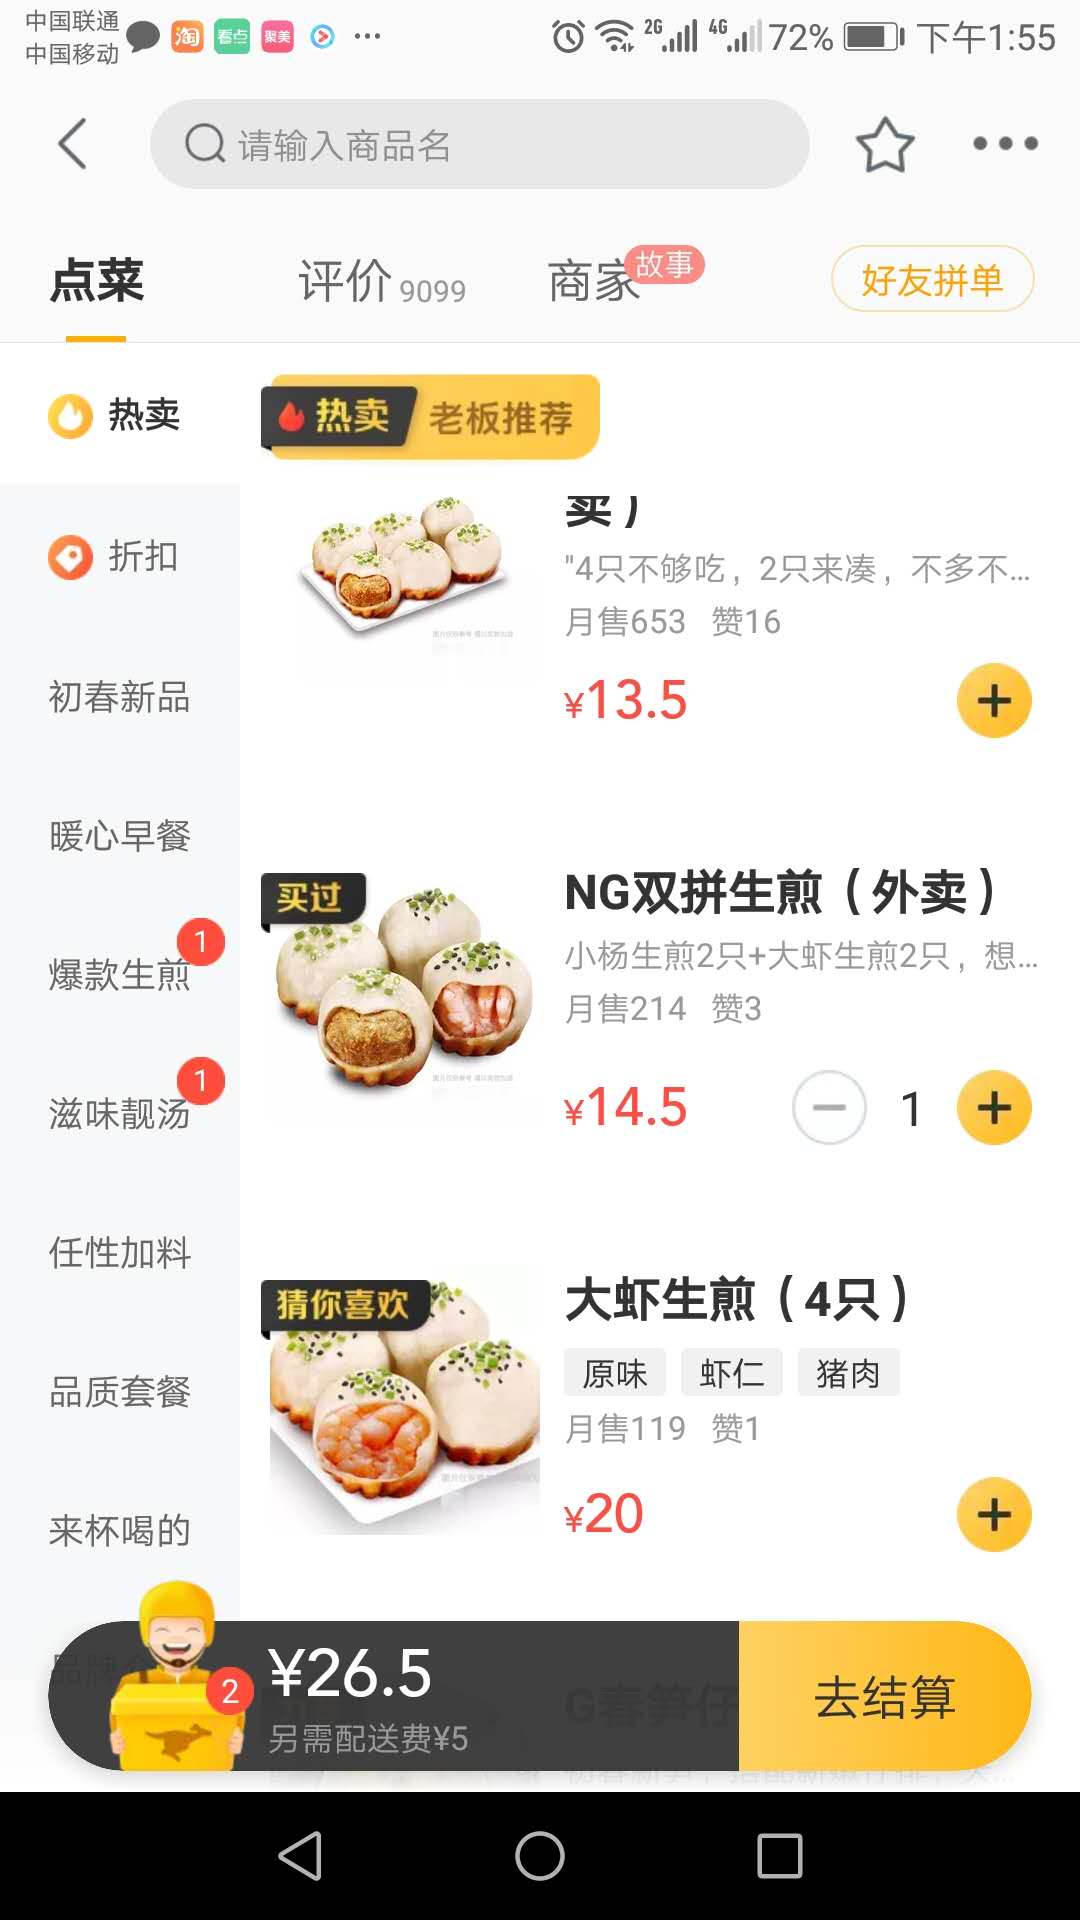 中国联通
中国移动
淘
看点
聚美
2G
4G
72%
下午1:55
请输入商品名
点菜
评价 9099
商家
故事
好友拼单
热卖
折扣
初春新品
暖心早餐
爆款生煎
1
滋味靓汤
1
任性加料
品质套餐
来杯喝的
热卖 老板推荐
卖）
"4只不够吃，2只来凑，不多不...
月售653 赞16
¥13.5
买过
NG双拼生煎（外卖）
小杨生煎2只+大虾生煎2只，想...
月售214 赞3
¥14.5
1
猜你喜欢
大虾生煎（4只）
原味 虾仁 猪肉
月售119 赞1
¥20
G春笋仔
2
¥26.5
另需配送费¥5
去结算